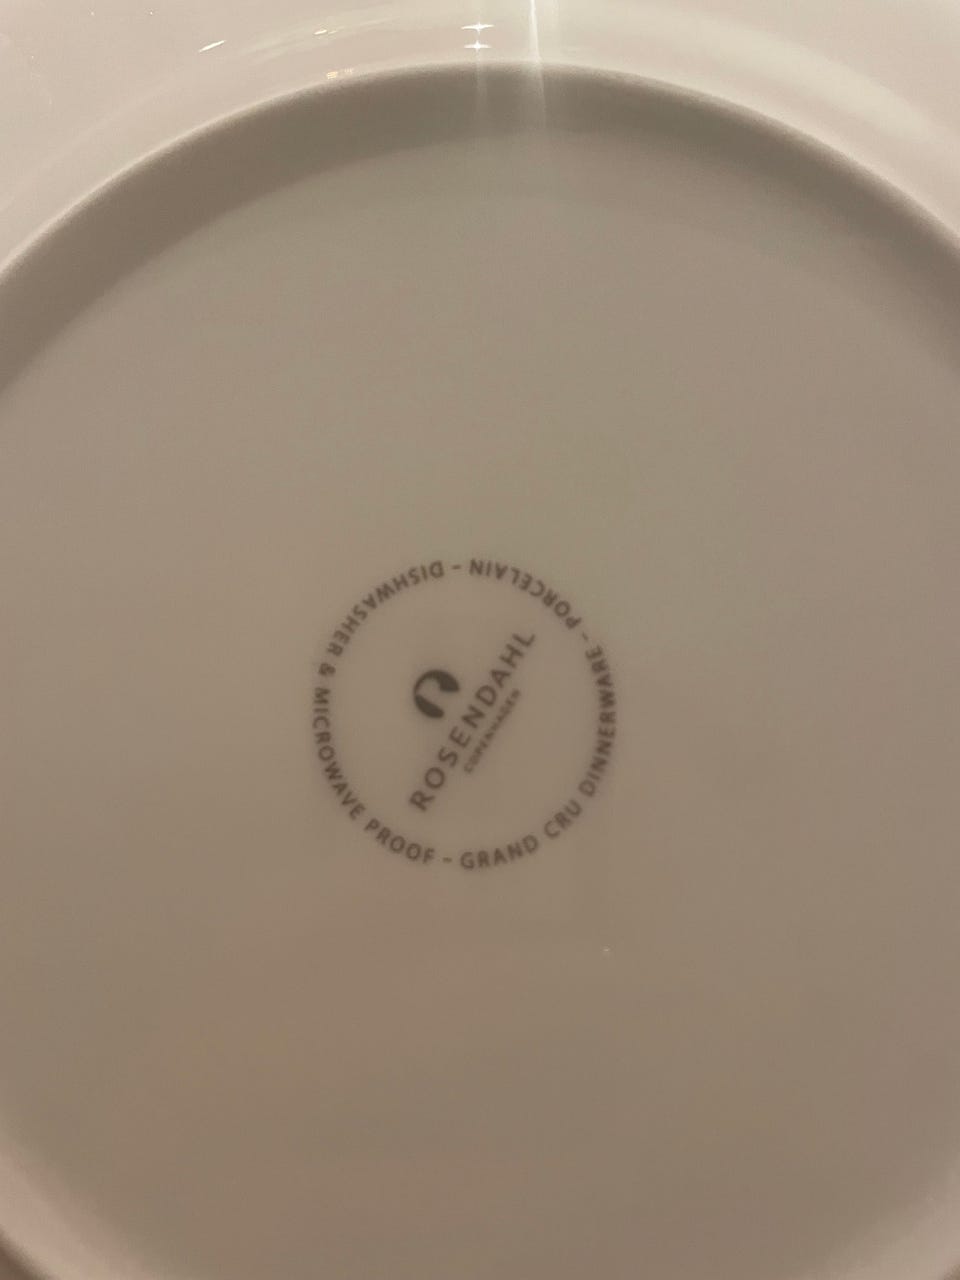 ROSENDAHL
COPENHAGEN
GRAND CRU DINNERWARE - PORCELAIN - DISHWASHER & MICROWAVE PROOF -